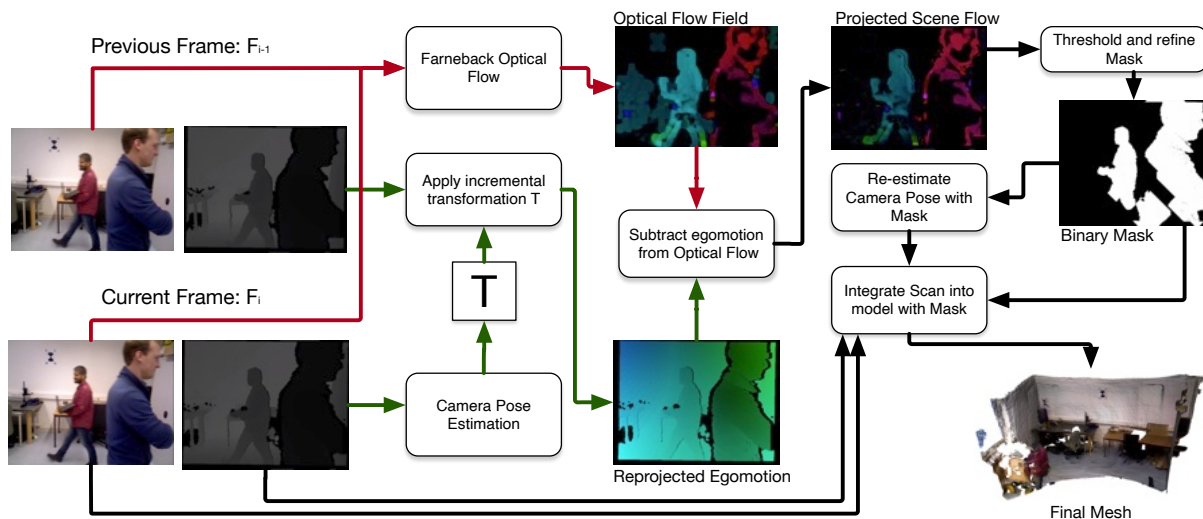 Optical Flow Field
Projected Scene Flow
Previous Frame: Fi-1
Farneback Optical
Flow
Threshold and refine
Mask
Apply incremental
transformation T
Re-estimate
Camera Pose with
Mask
Binary Mask
Subtract egomotion
from Optical Flow
T
Current Frame: Fi
Integrate Scan into
model with Mask
Camera Pose
Estimation
Reprojected Egomotion
Final Mesh